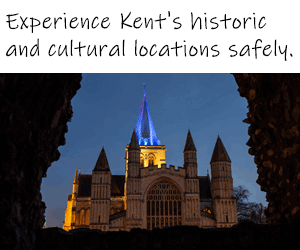 Experience Kent's historic
and cultural locations safely.